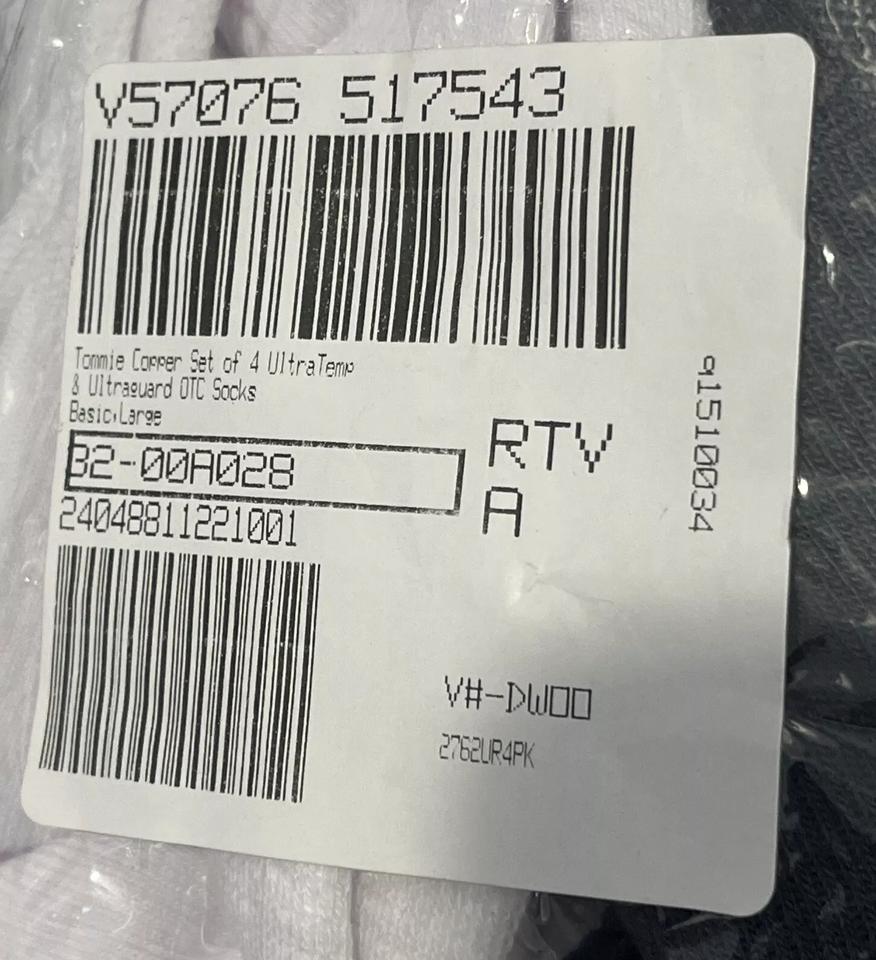 V57076 517543
Tommie Copper Set of 4 UltraTemp
& Ultraguard OTC Socks
Basic,Large
B2-00A028
RTV
A
24048811221001
q1510034
V#-DW00
2762UR4PK